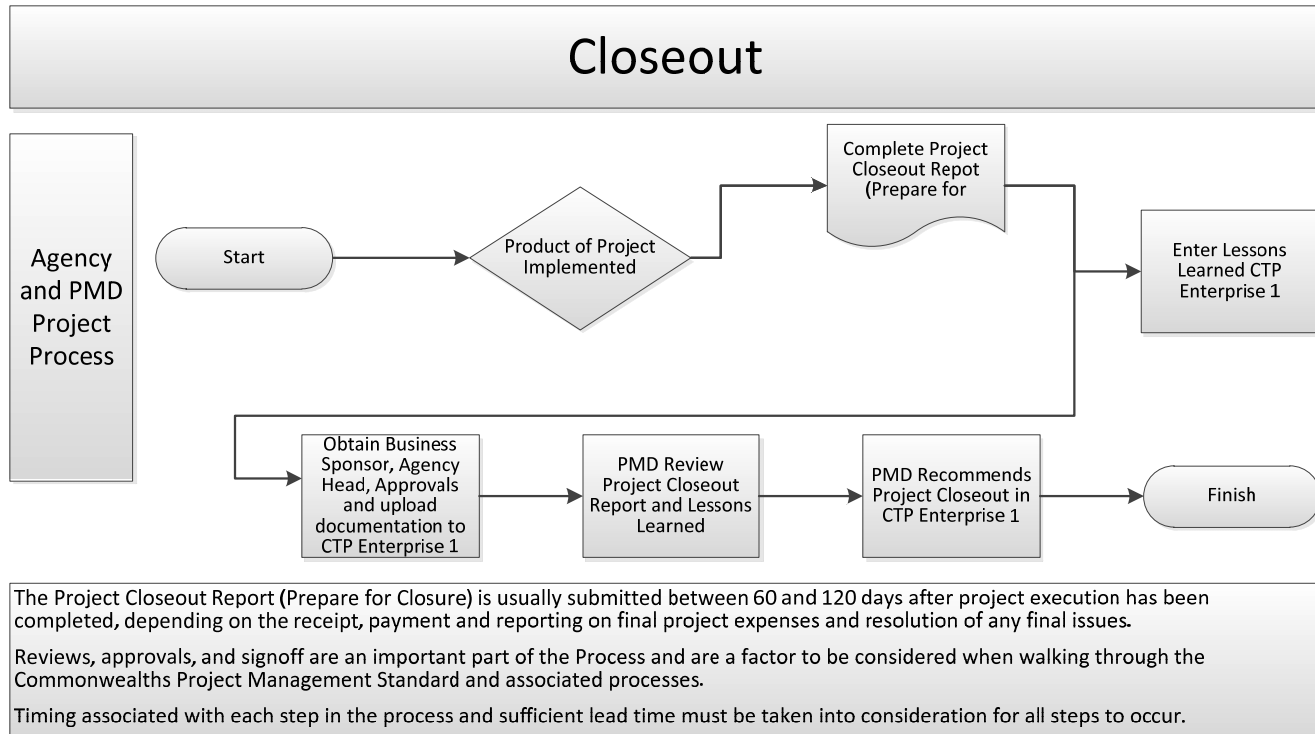 Closeout
Agency
and PMD
Project
Process
Start
Product of Project
Implemented
Complete Project
Closeout Repot
(Prepare for
Enter Lessons
Learned CTP
Enterprise 1
Obtain Business
Sponsor, Agency
Head, Approvals
and upload
documentation to
CTP Enterprise 1
PMD Review
Project Closeout
Report and Lessons
Learned
PMD Recommends
Project Closeout in
CTP Enterprise 1
Finish
The Project Closeout Report (Prepare for Closure) is usually submitted between 60 and 120 days after project execution has been
completed, depending on the receipt, payment and reporting on final project expenses and resolution of any final issues.
Reviews, approvals, and signoff are an important part of the Process and are a factor to be considered when walking through the
Commonwealths Project Management Standard and associated processes.
Timing associated with each step in the process and sufficient lead time must be taken into consideration for all steps to occur.